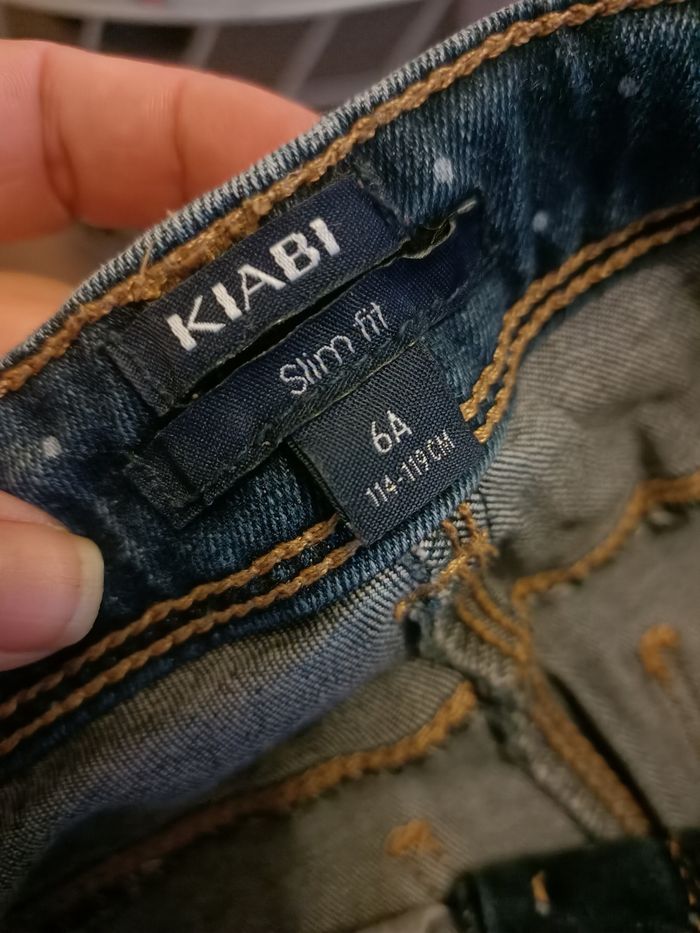 KIABI
Slim fit
6A
114-119CM